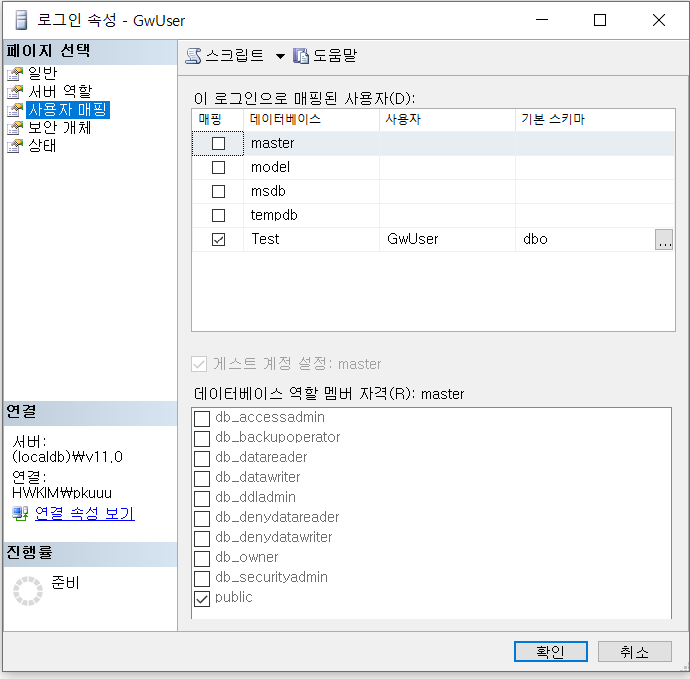 로그인 속성 - GwUser
페이지 선택
일반
서버 역할
사용자 매핑
보안 개체
상태
스크립트
도움말
이 로그인으로 매핑된 사용자(D):
매핑 데이터베이스 사용자 기본 스키마
master
model
msdb
tempdb
Test GwUser dbo ...
게스트 계정 설정: master
데이터베이스 역할 멤버 자격(R): master
db_accessadmin
db_backupoperator
db_datareader
db_datawriter
db_ddladmin
db_denydatareader
db_denydatawriter
db_owner
db_securityadmin
public
연결
서버:
(localdb)₩v11.0
연결:
HWKIM₩pkuuu
연결 속성 보기
진행률
준비
확인
취소